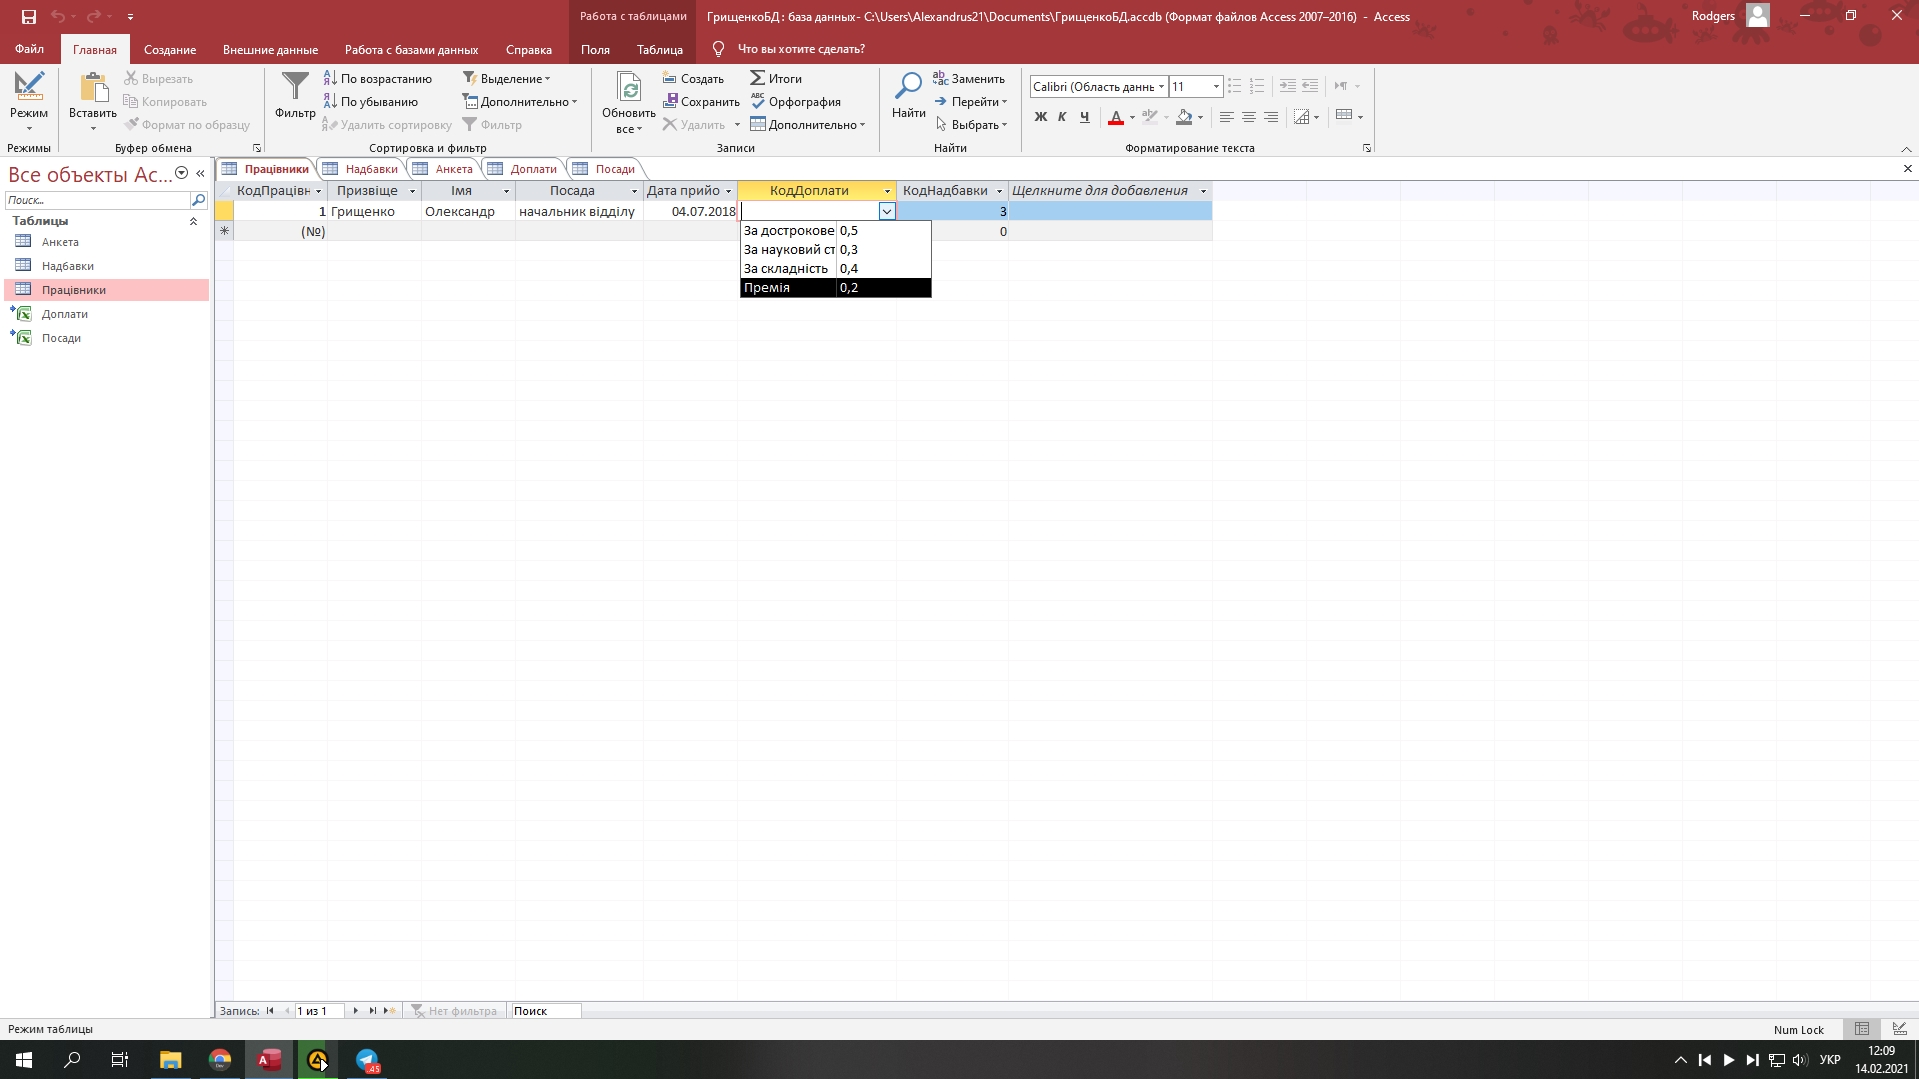 Работа с таблицами
ГрищенкоБД : база данных- C:\Users\Alexandrus21\Documents\ГрищенкоБД.accdb (Формат файлов Access 2007–2016) - Access
Rodgers
Файл Главная Создание Внешние данные Работа с базами данных Справка Поля Таблица Что вы хотите сделать?
Режим
Режимы
Вставить
Вырезать
Копировать
Формат по образцу
Буфер обмена
Фильтр
По возрастанию
По убыванию
Удалить сортировку
Выделение
Дополнительно
Фильтр
Сортировка и фильтр
Обновить
все
Создать
Сохранить
Удалить
Итоги
Орфография
Дополнительно
Записи
Найти
Заменить
Перейти
Выбрать
Найти
Calibri (Область даннь 11
Ж К Ч
Форматирование текста
Все объекты Ac...
Поиск...
Таблицы
Анкета
Надбавки
Працівники
Доплати
Посади
Працівники Надбавки Анкета Доплати Посади
КодПрацівн Призвіще Імя Посада Дата прийо КодДоплати КодНадбавки Щелкните для добавления
1 Грищенко Олександр начальник відділу 04.07.2018 3
(№) 0
За дострокове 0,5
За науковий ст 0,3
За складність 0,4
Премія 0,2
Запись: 1 из 1 Нет фильтра Поиск
Режим таблицы
Num Lock
45
УКР
12:09
14.02.2021